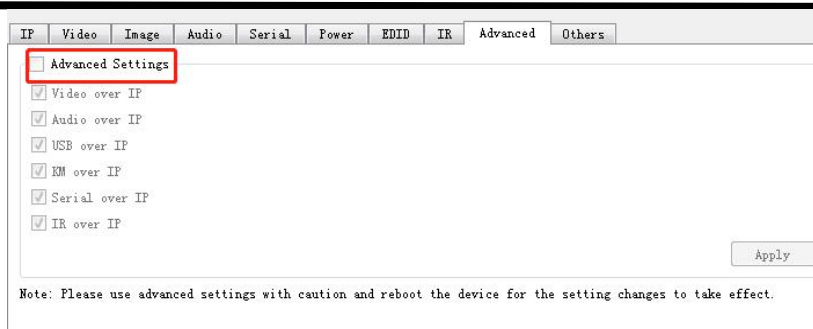 IP Video Image Audio Serial Power EDID IR Advanced Others
Advanced Settings
Video over IP
Audio over IP
USB over IP
KM over IP
Serial over IP
IR over IP
Apply
Note: Please use advanced settings with caution and reboot the device for the setting changes to take effect.